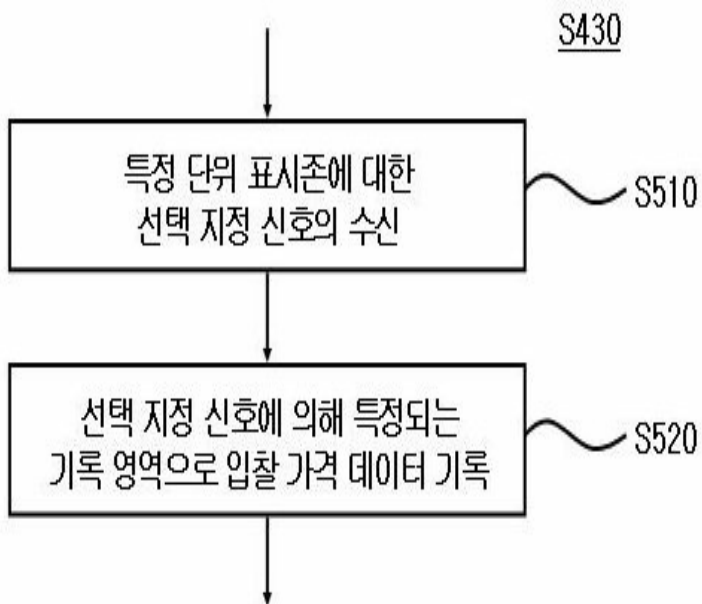 S430
특정 단위 표시존에 대한
선택 지정 신호의 수신
S510
선택 지정 신호에 의해 특정되는
기록 영역으로 입찰 가격 데이터 기록
S520